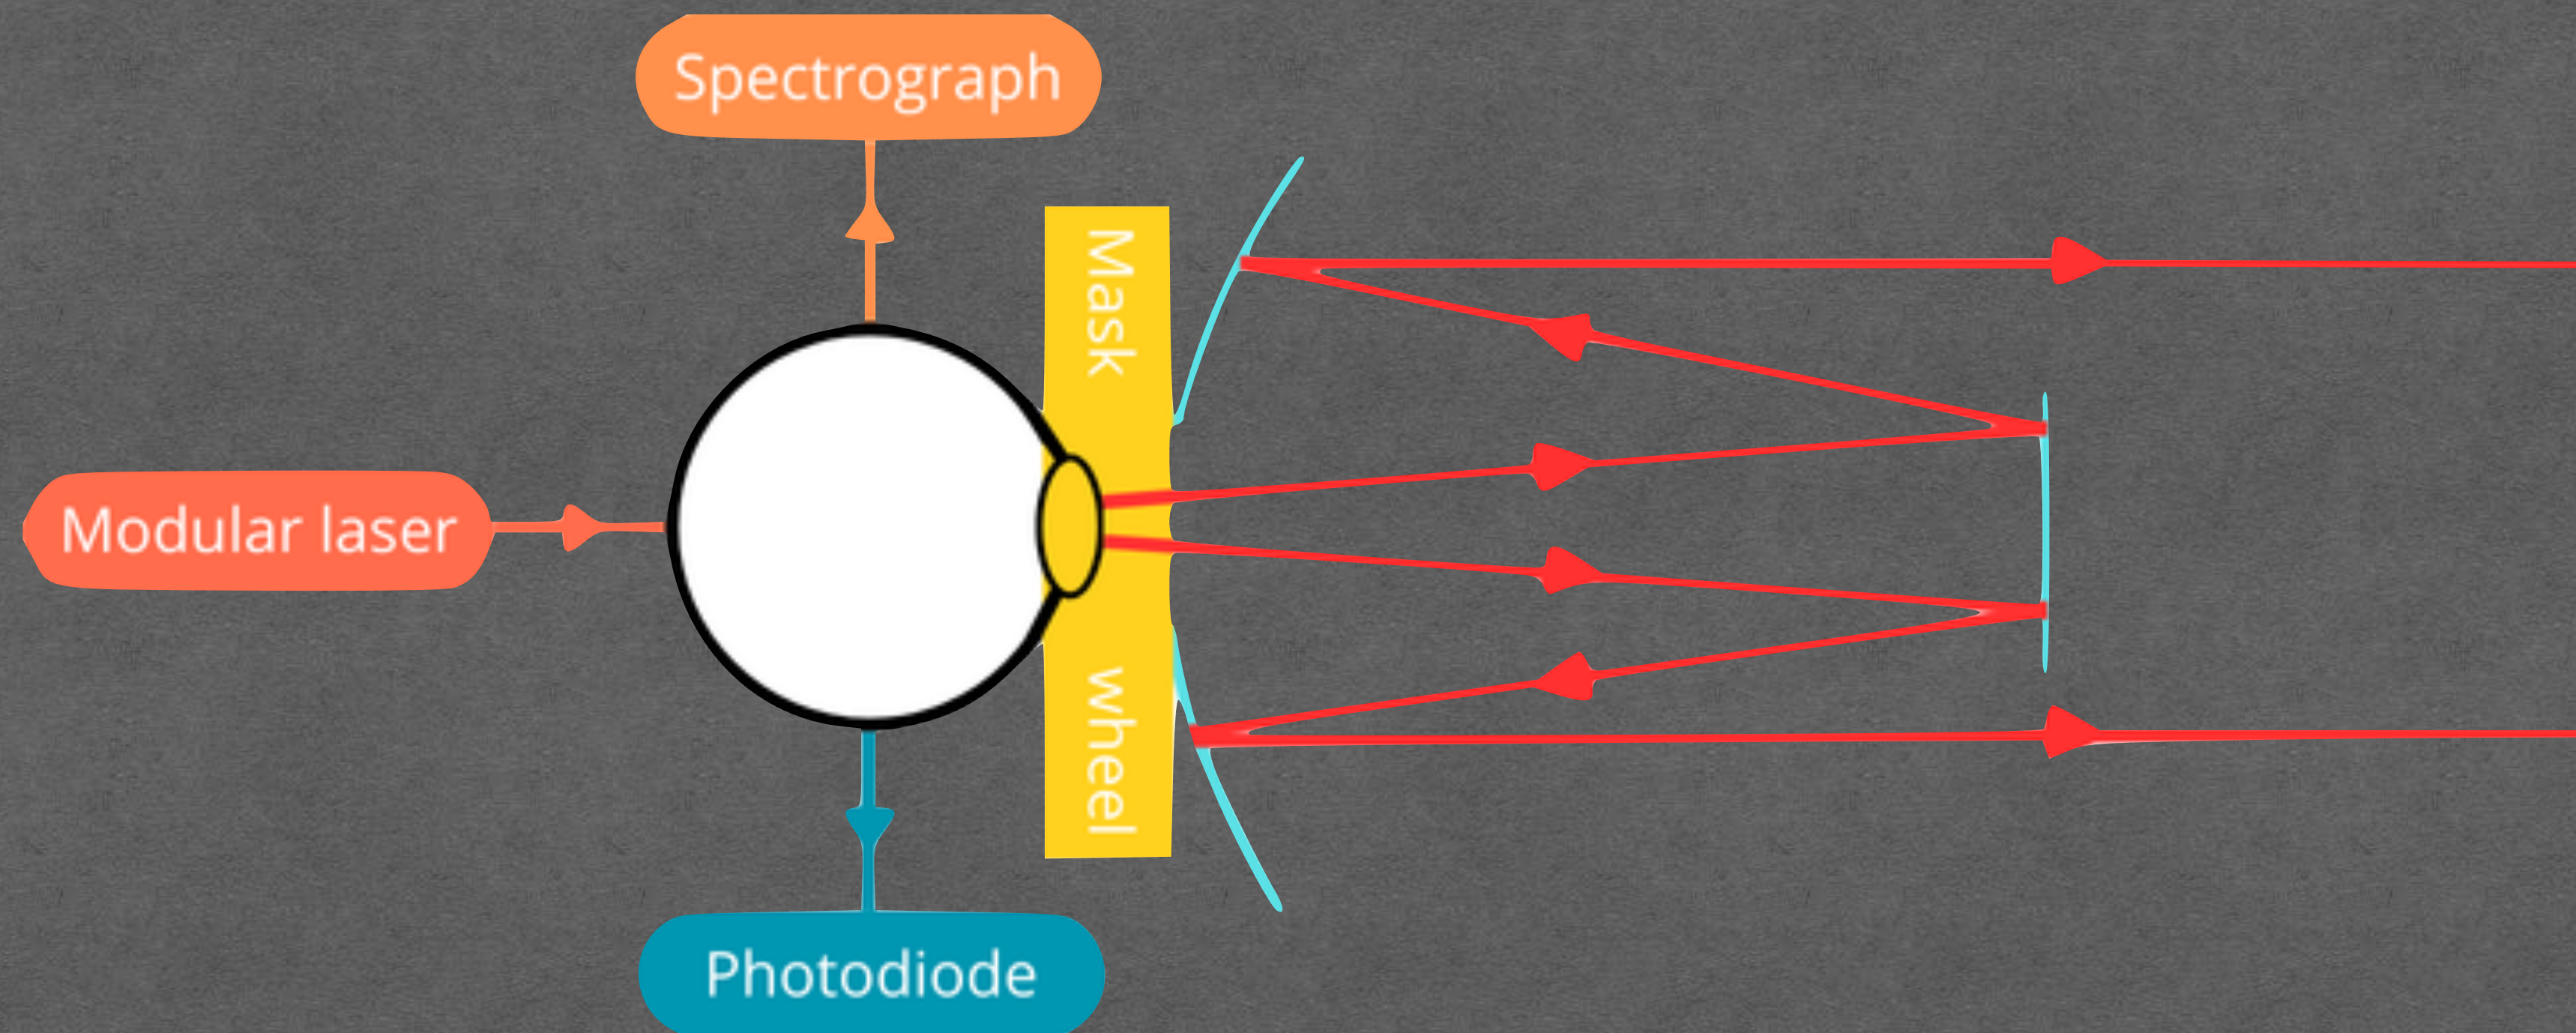 Spectrograph
Mask
wheel
Modular laser
Photodiode